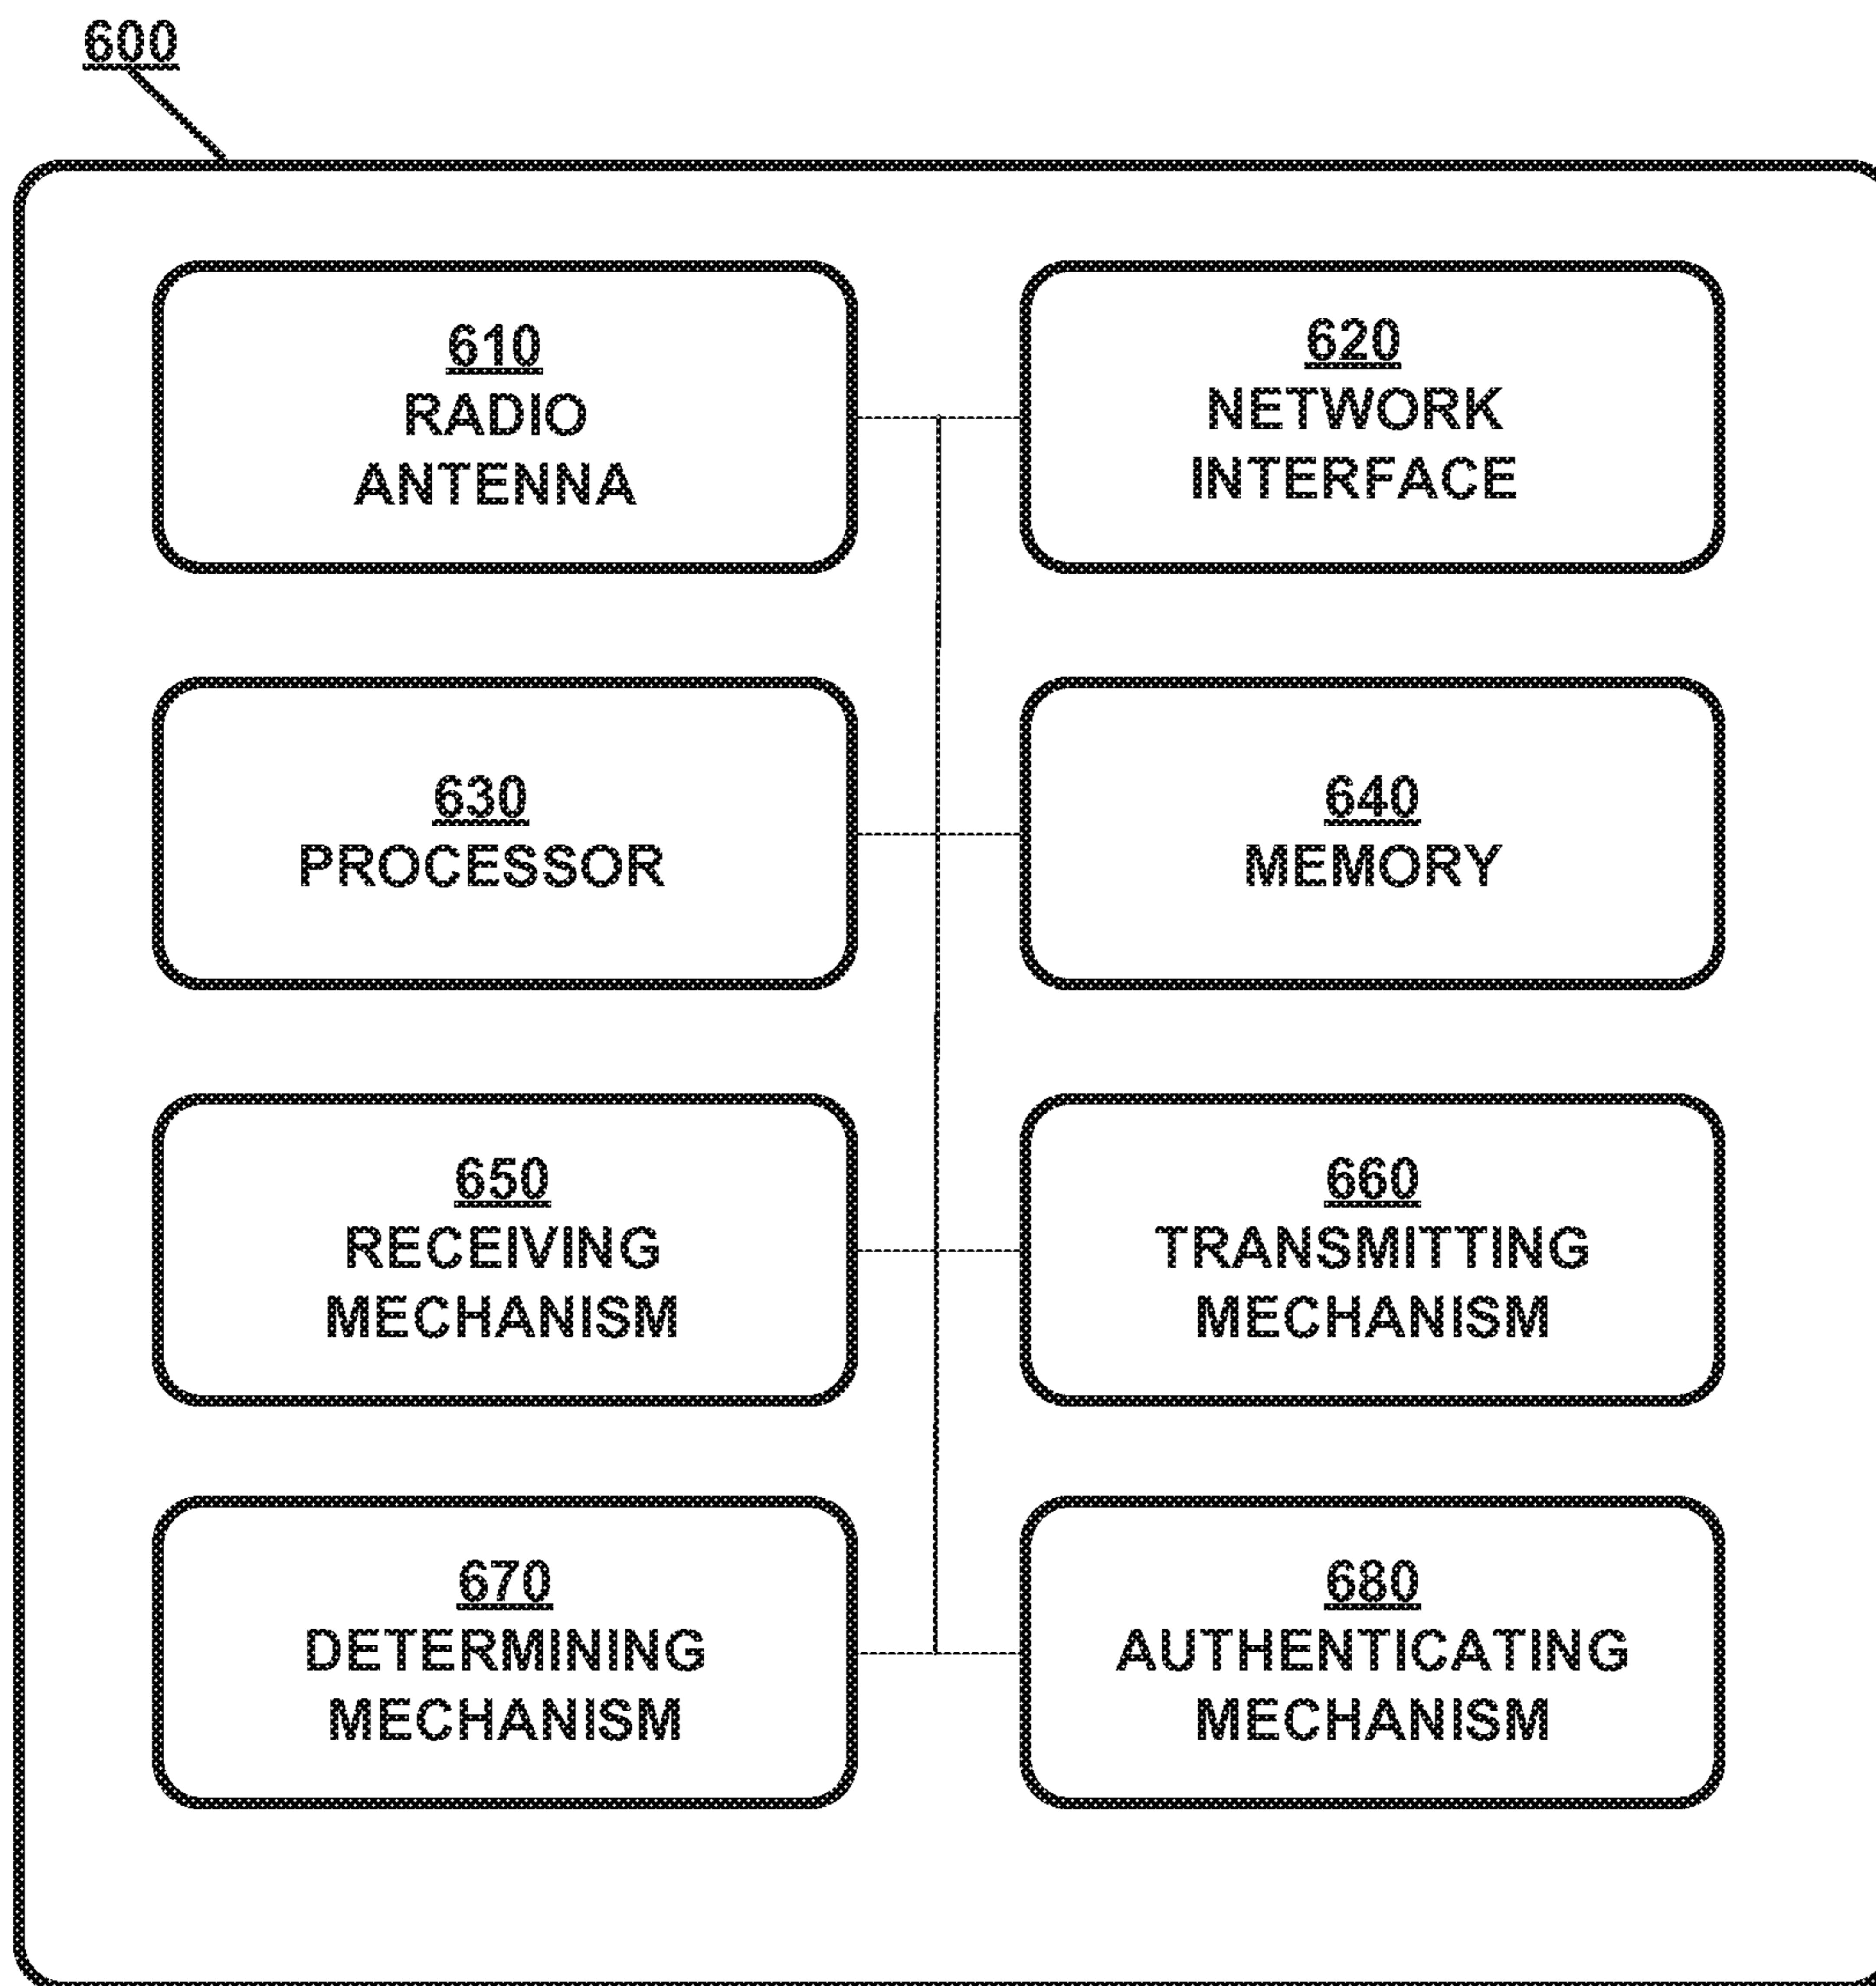 600
610
RADIO
ANTENNA
620
NETWORK
INTERFACE
630
PROCESSOR
640
MEMORY
650
RECEIVING
MECHANISM
660
TRANSMITTING
MECHANISM
670
DETERMINING
MECHANISM
680
AUTHENTICATING
MECHANISM